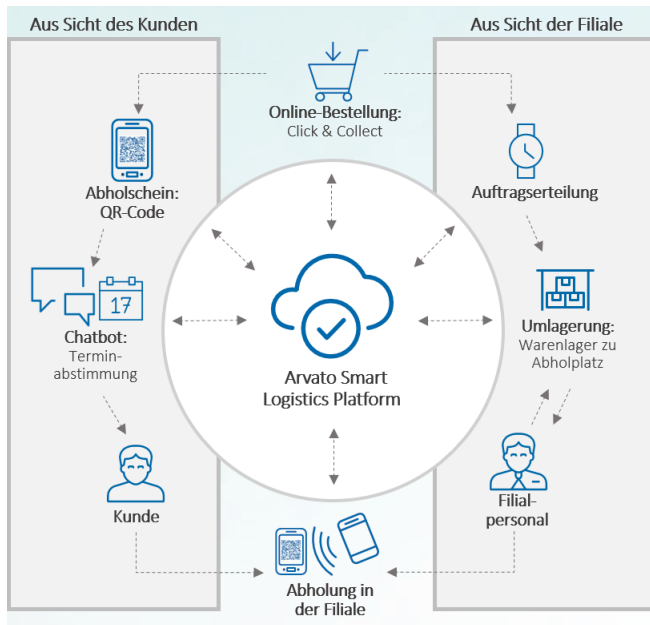 Aus Sicht des Kunden
Aus Sicht der Filiale
Online-Bestellung:
Click & Collect
Abholschein:
QR-Code
Auftragserteilung
17
Chatbot:
Termin-
abstimmung
Arvato Smart
Logistics Platform
Umlagerung:
Warenlager zu
Abholplatz
Kunde
Filial-
personal
Abholung in
der Filiale